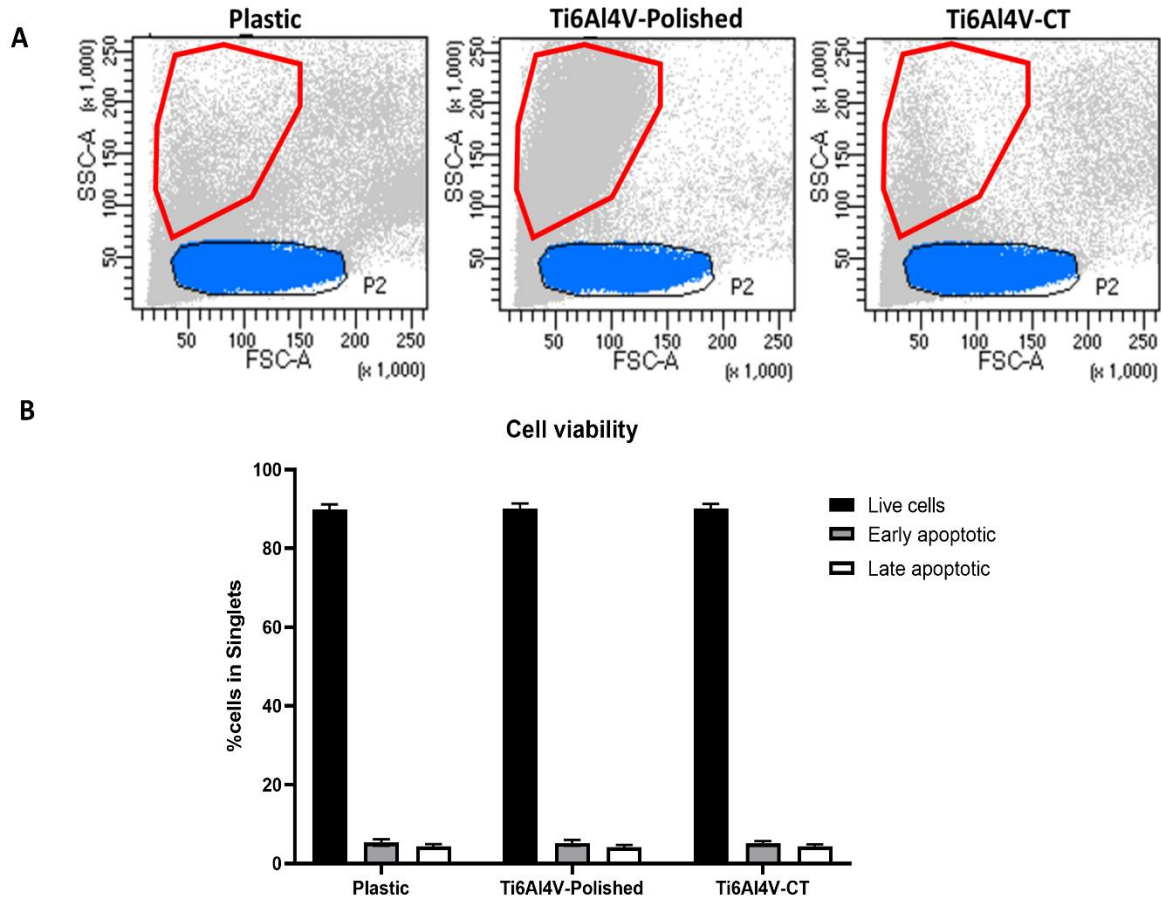 A
Plastic
Ti6Al4V-Polished
Ti6Al4V-CT
SSC-A
(x 1,000)
50 100 150 200 250
P2
50 100 150 200 250
FSC-A
(x 1,000)
SSC-A
(x 1,000)
50 100 150 200 250
P2
50 100 150 200 250
FSC-A
(x 1,000)
SSC-A
(x 1,000)
50 100 150 200 250
P2
50 100 150 200 250
FSC-A
(x 1,000)
B
Cell viability
%cells in Singlets
100
80
60
40
20
0
Plastic
Ti6Al4V-Polished
Ti6Al4V-CT
Live cells
Early apoptotic
Late apoptotic